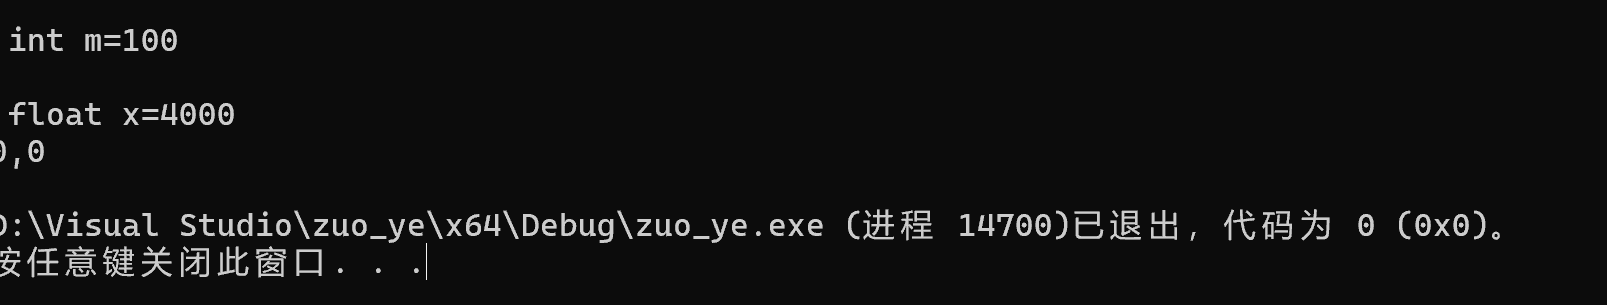 int m=100
float x=4000
0,0
D:\Visual Studio\zuo_ye\x64\Debug\zuo_ye.exe (进程 14700)已退出，代码为 0 (0x0)。
按任意键关闭此窗口. . .